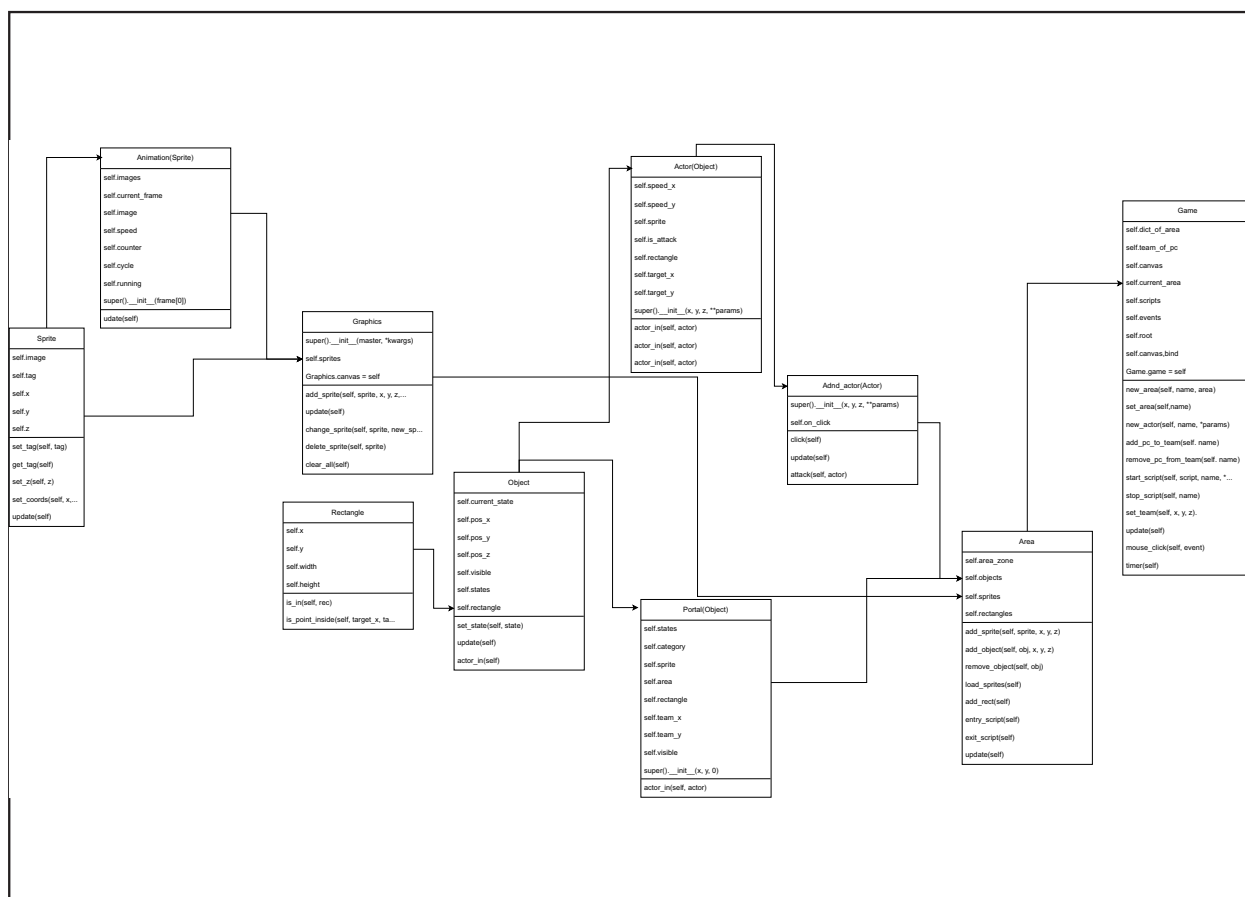 Animation(Sprite)
self.images
self.current_frame
self.image
self.speed
self.counter
self.cycle
self.running
super().__init__(frame[0])
udate(self)
Sprite
self.image
self.tag
self.x
self.y
self.z
set_tag(self, tag)
get_tag(self)
set_z(self, z)
set_coords(self, x,...
update(self)
Graphics
super().__init__(master, *kwargs)
self.sprites
Graphics.canvas = self
add_sprite(self, sprite, x, y, z,...
update(self)
change_sprite(self, sprite, new_sp...
delete_sprite(self, sprite)
clear_all(self)
Rectangle
self.x
self.y
self.width
self.height
is_in(self, rec)
is_point_inside(self, target_x, ta...
Object
self.current_state
self.pos_x
self.pos_y
self.pos_z
self.visible
self.states
self.rectangle
set_state(self, state)
update(self)
actor_in(self)
Actor(Object)
self.speed_x
self.speed_y
self.sprite
self.is_attack
self.rectangle
self.target_x
self.target_y
super().__init__(x, y, z, **params)
actor_in(self, actor)
actor_in(self, actor)
actor_in(self, actor)
Portal(Object)
self.states
self.category
self.sprite
self.area
self.rectangle
self.team_x
self.team_y
self.visible
super().__init__(x, y, 0)
actor_in(self, actor)
Adnd_actor(Actor)
super().__init__(x, y, z, **params)
self.on_click
click(self)
update(self)
attack(self, actor)
Area
self.area_zone
self.objects
self.sprites
self.rectangles
add_sprite(self, sprite, x, y, z)
add_object(self, obj, x, y, z)
remove_object(self, obj)
load_sprites(self)
add_rect(self)
entry_script(self)
exit_script(self)
update(self)
Game
self.dict_of_area
self.team_of_pc
self.canvas
self.current_area
self.scripts
self.events
self.root
self.canvas,bind
Game.game = self
new_area(self, name, area)
set_area(self,name)
new_actor(self, name, *params)
add_pc_to_team(self. name)
remove_pc_from_team(self. name)
start_script(self, script, name, *...
stop_script(self, name)
set_team(self, x, y, z).
update(self)
mouse_click(self, event)
timer(self)